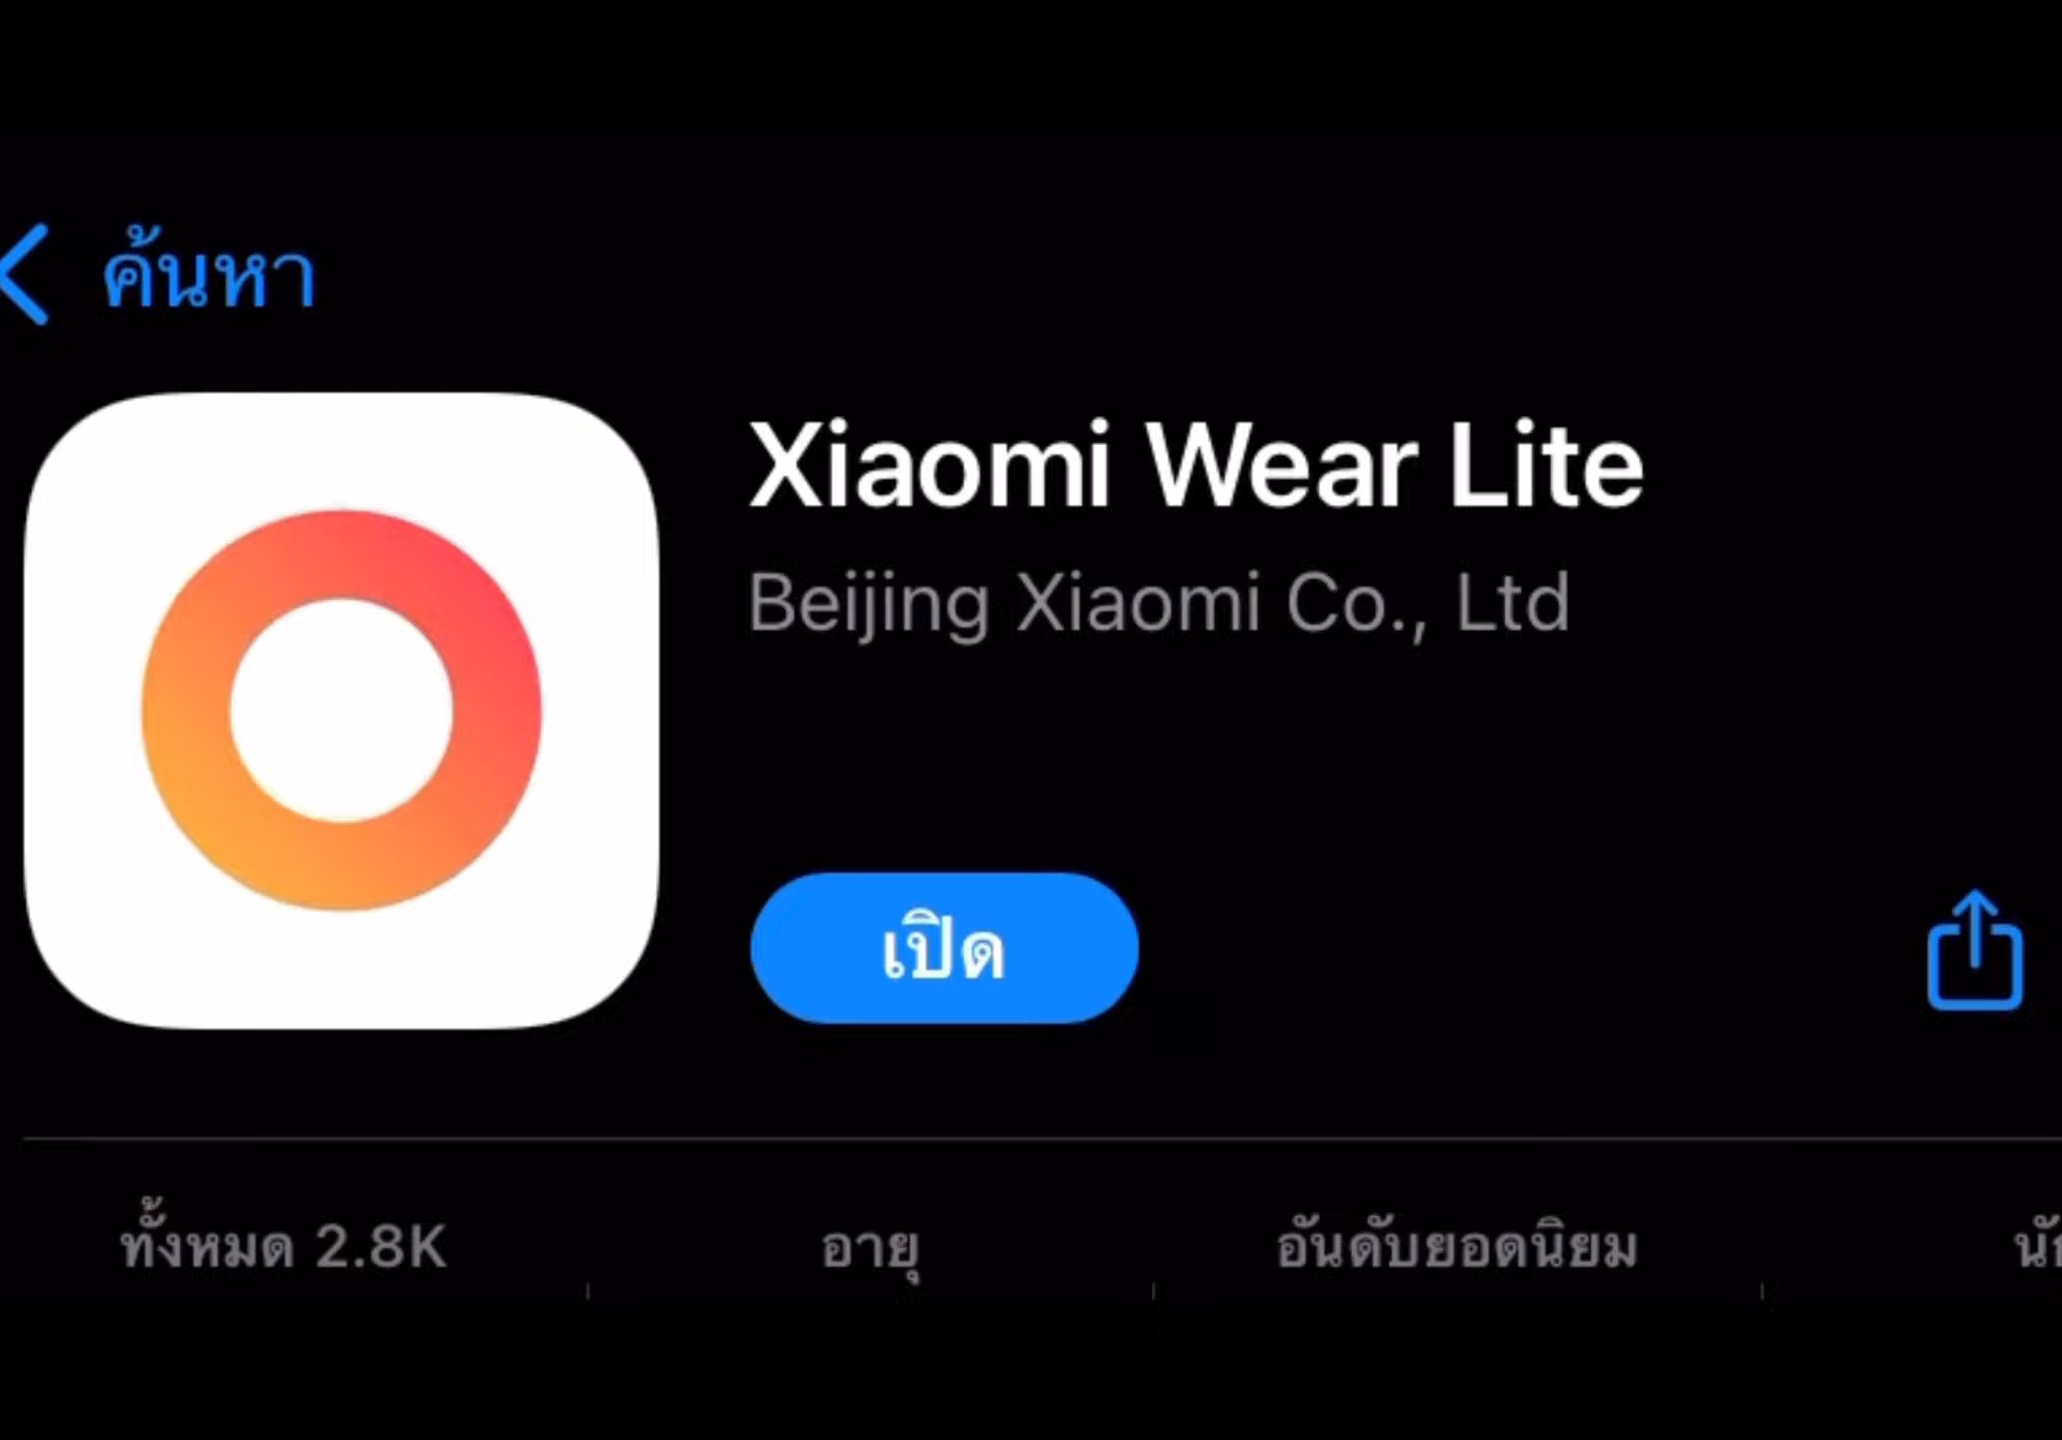 ค้นหา
Xiaomi Wear Lite
Beijing Xiaomi Co., Ltd
เปิด
ทั้งหมด 2.8K
อายุ
อันดับยอดนิยม